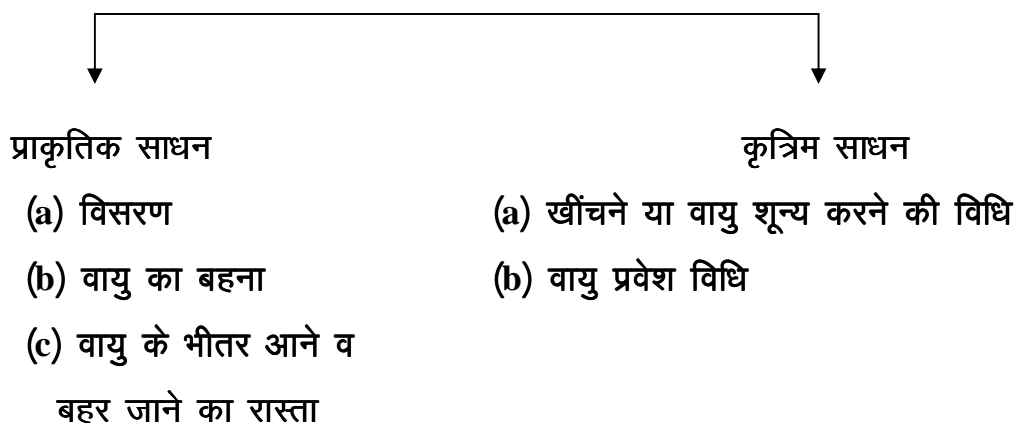 प्राकृतिक साधन कृत्रिम साधन
(a) विसरण (a) खींचने या वायु शून्य करने की विधि
(b) वायु का बहना (b) वायु प्रवेश विधि
(c) वायु के भीतर आने व
बहर जाने का रास्ता